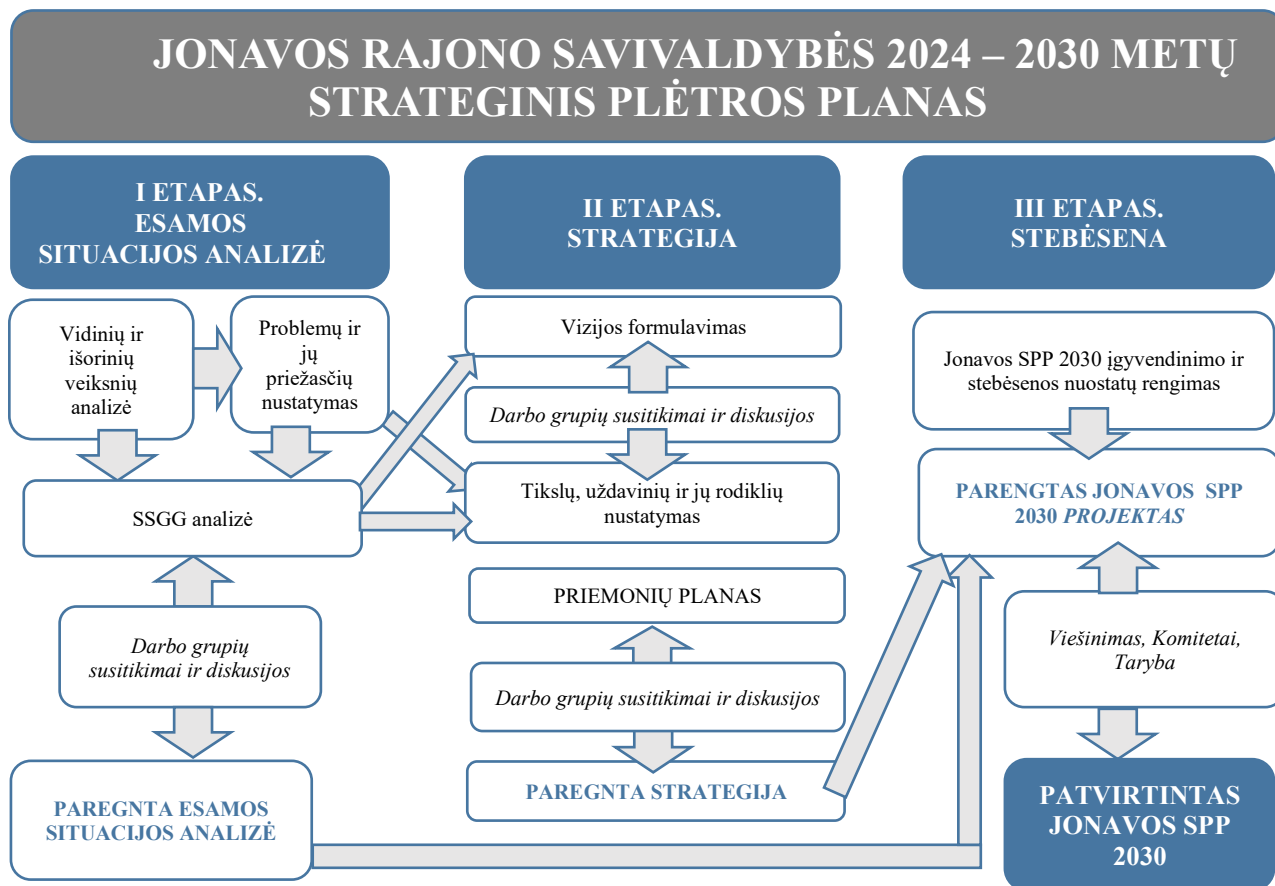 JONAVOS RAJONO SAVIVALDYBĖS 2024 – 2030 METŲ
STRATEGINIS PLĖTROS PLANAS
I ETAPAS.
ESAMOS
SITUACIJOS ANALIZĖ
Vidinių ir
išorinių
veiksnių
analizė
Problemų ir
jų
priežasčių
nustatymas
SSGG analizė
Darbo grupių
susitikimai ir diskusijos
PAREGNTA ESAMOS
SITUACIJOS ANALIZĖ
II ETAPAS.
STRATEGIJA
Vizijos formulavimas
Darbo grupių susitikimai ir diskusijos
Tikslų, uždavinių ir jų rodiklių
nustatymas
PRIEMONIŲ PLANAS
Darbo grupių susitikimai ir diskusijos
PAREGNTA STRATEGIJA
III ETAPAS.
STEBĖSENA
Jonavos SPP 2030 įgyvendinimo ir
stebėsenos nuostatų rengimas
PARENGTAS JONAVOS SPP
2030 PROJEKTAS
Viešinimas, Komitetai,
Taryba
PATVIRTINTAS
JONAVOS SPP
2030